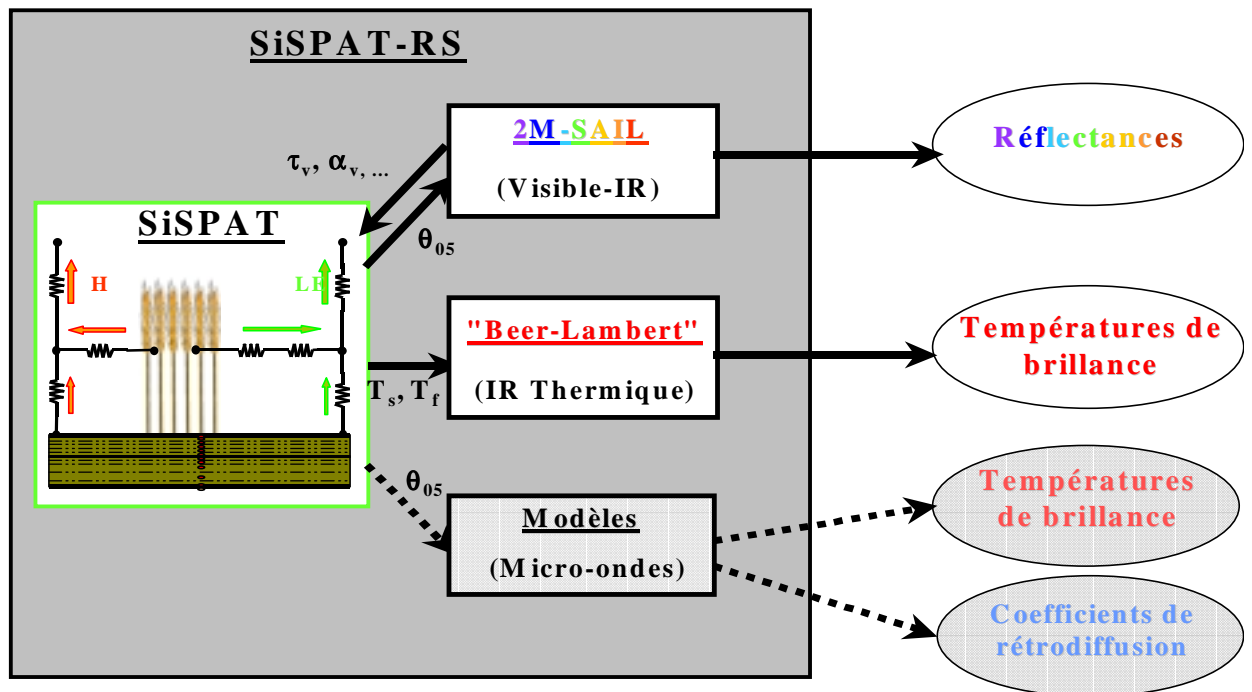 SiSPAT-RS
2M-SAIL
(Visible-IR)
Réflectances
τv, αv, ...
θ05
SiSPAT
H
LE
"Beer-Lambert"
(IR Thermique)
Températures de
brillance
Ts, Tf
θ05
Modèles
(Micro-ondes)
Températures
de brillance
Coefficients de
rétrodiffusion